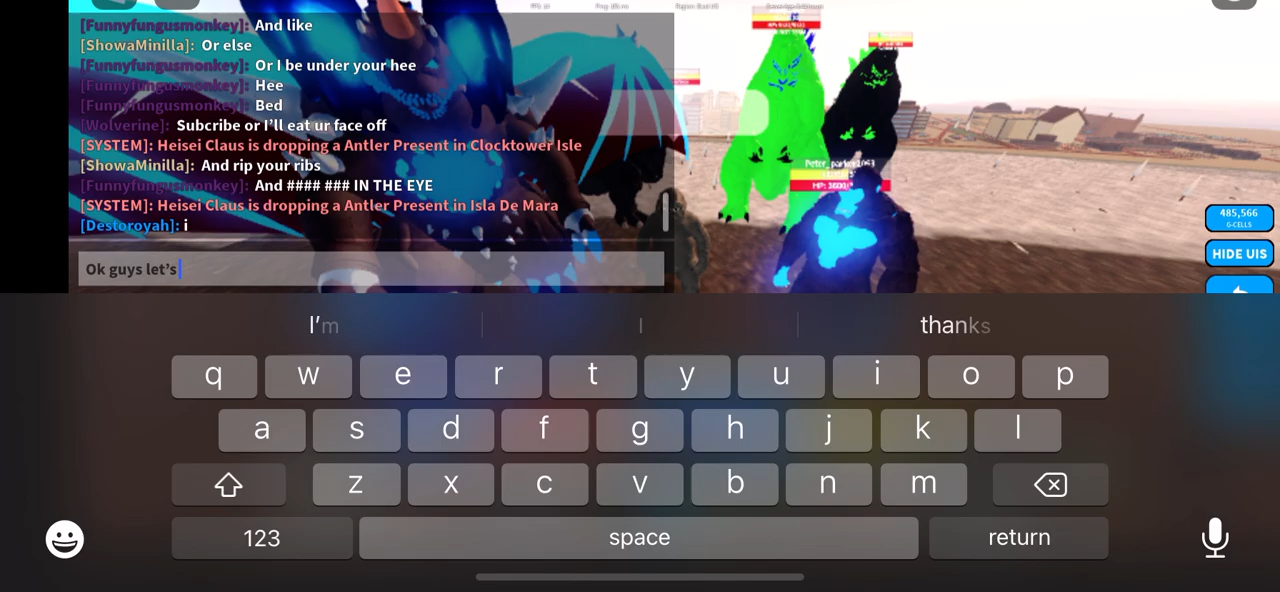 [Funnyfungusmonkey]: And like
[ShowaMinilla]: Or else
[Funnyfungusmonkey]: Or I be under your hee
[Funnyfungusmonkey]: Hee
[Funnyfungusmonkey]: Bed
[Wolverine]: Subcribe or I’ll eat ur face off
[SYSTEM]: Heisei Claus is dropping a Antler Present in Clocktower Isle
[ShowaMinilla]: And rip your ribs
[Funnyfungusmonkey]: And #### ### IN THE EYE
[SYSTEM]: Heisei Claus is dropping a Antler Present in Isla De Mara
[Destoroyah]: i
Ok guys let’s
485,566
G-CELLS
HIDE UIS
I’m
I
thanks
q w e r t y u i o p
a s d f g h j k l
z x c v b n m
123
space
return